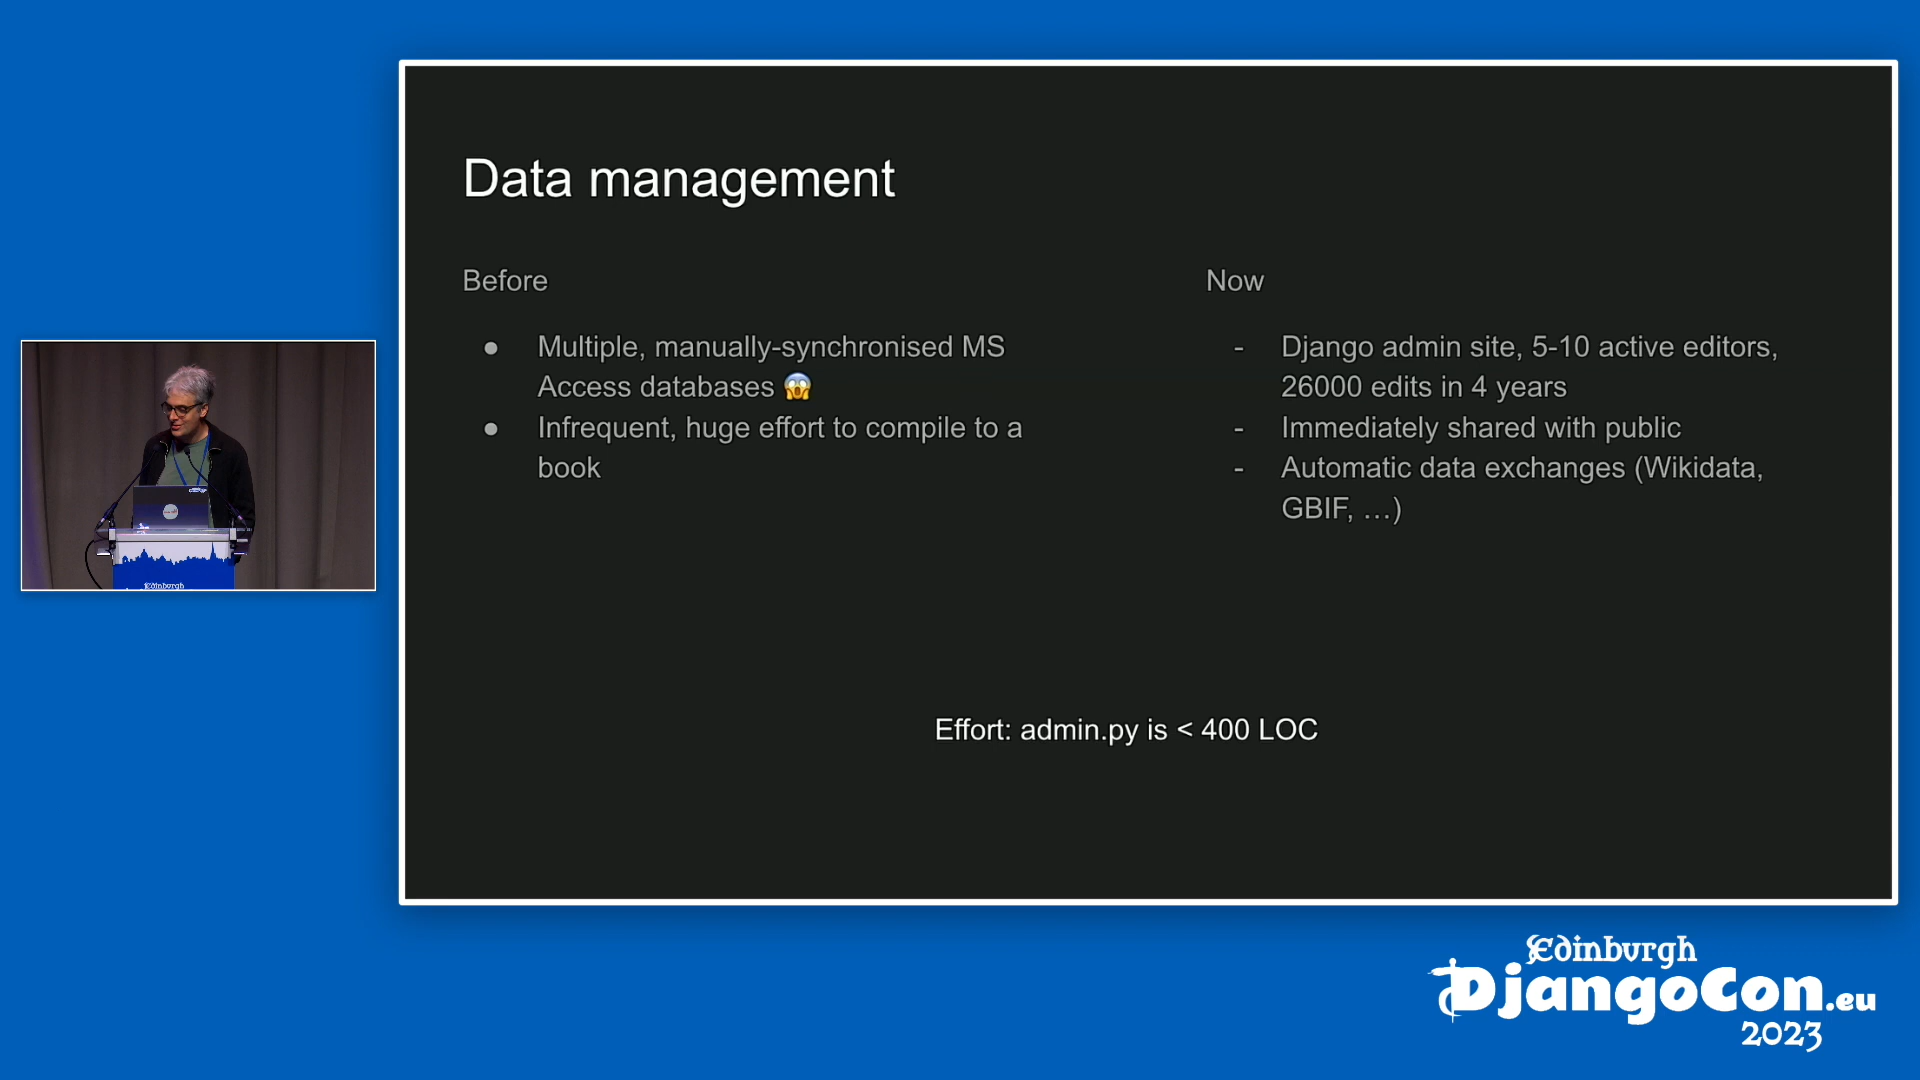 Data management
Before
● Multiple, manually-synchronised MS
Access databases 😱
● Infrequent, huge effort to compile to a
book
Now
- Django admin site, 5-10 active editors,
26000 edits in 4 years
- Immediately shared with public
- Automatic data exchanges (Wikidata,
GBIF, …)
Effort: admin.py is < 400 LOC
Edinburgh
Edinburgh
DjangoCon.eu
2023